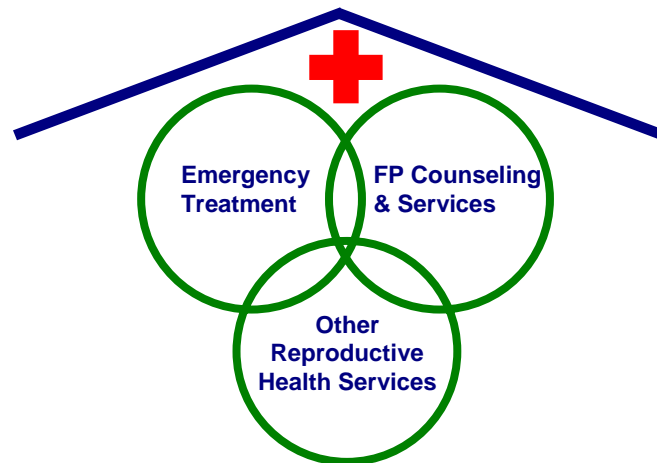 Emergency
Treatment
FP Counseling
& Services
Other
Reproductive
Health Services